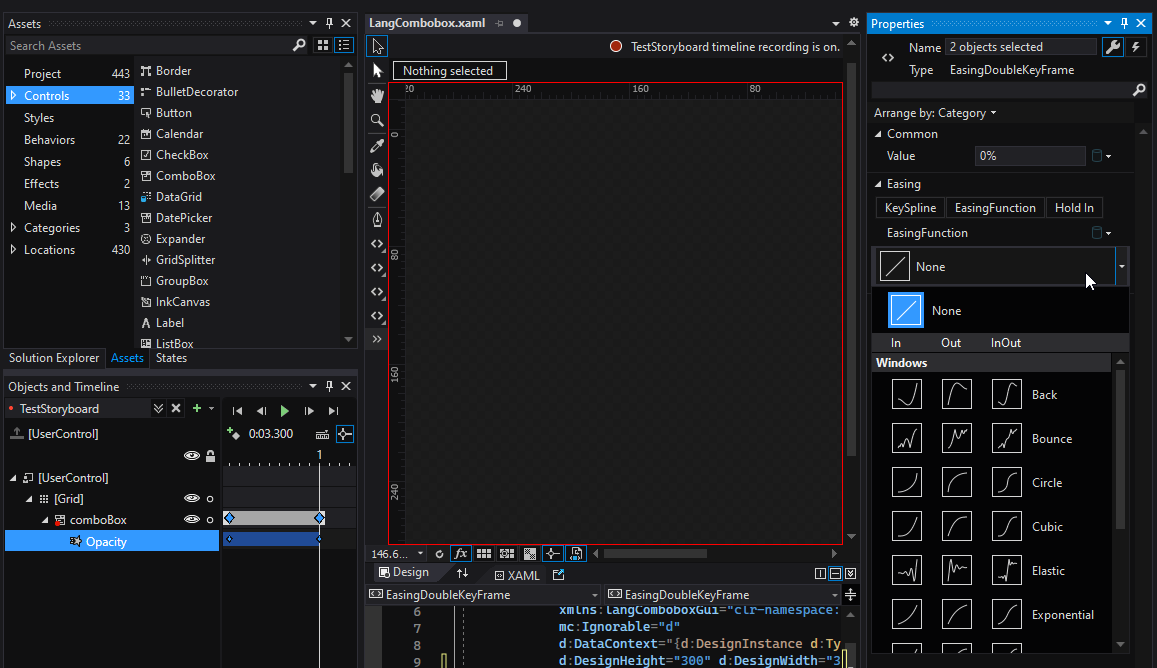 Assets
Search Assets
Project 443
Controls 33
Styles
Behaviors 22
Shapes 6
Effects 2
Media 13
Categories 3
Locations 430
Border
BulletDecorator
Button
Calendar
CheckBox
ComboBox
DataGrid
DatePicker
Expander
GridSplitter
GroupBox
InkCanvas
Label
ListBox
Solution Explorer Assets States
Objects and Timeline
TestStoryboard
[UserControl]
0:03.300
1
[UserControl]
[Grid]
comboBox
Opacity
LangCombobox.xaml
TestStoryboard timeline recording is on.
Nothing selected
240 160 80
0
80
160
240
146.6...
fx
Design XAML
EasingDoubleKeyFrame EasingDoubleKeyFrame
6 xmlns:langComboboxGui="clr-namespace:
7 mc:Ignorable="d"
8 d:DataContext="{d:DesignInstance d:Ty
9 d:DesignHeight="300" d:DesignWidth="3
Properties
Name 2 objects selected
Type EasingDoubleKeyFrame
Arrange by: Category
Common
Value 0%
Easing
KeySpline EasingFunction Hold In
EasingFunction
None
None
In Out InOut
Windows
Back
Bounce
Circle
Cubic
Elastic
Exponential